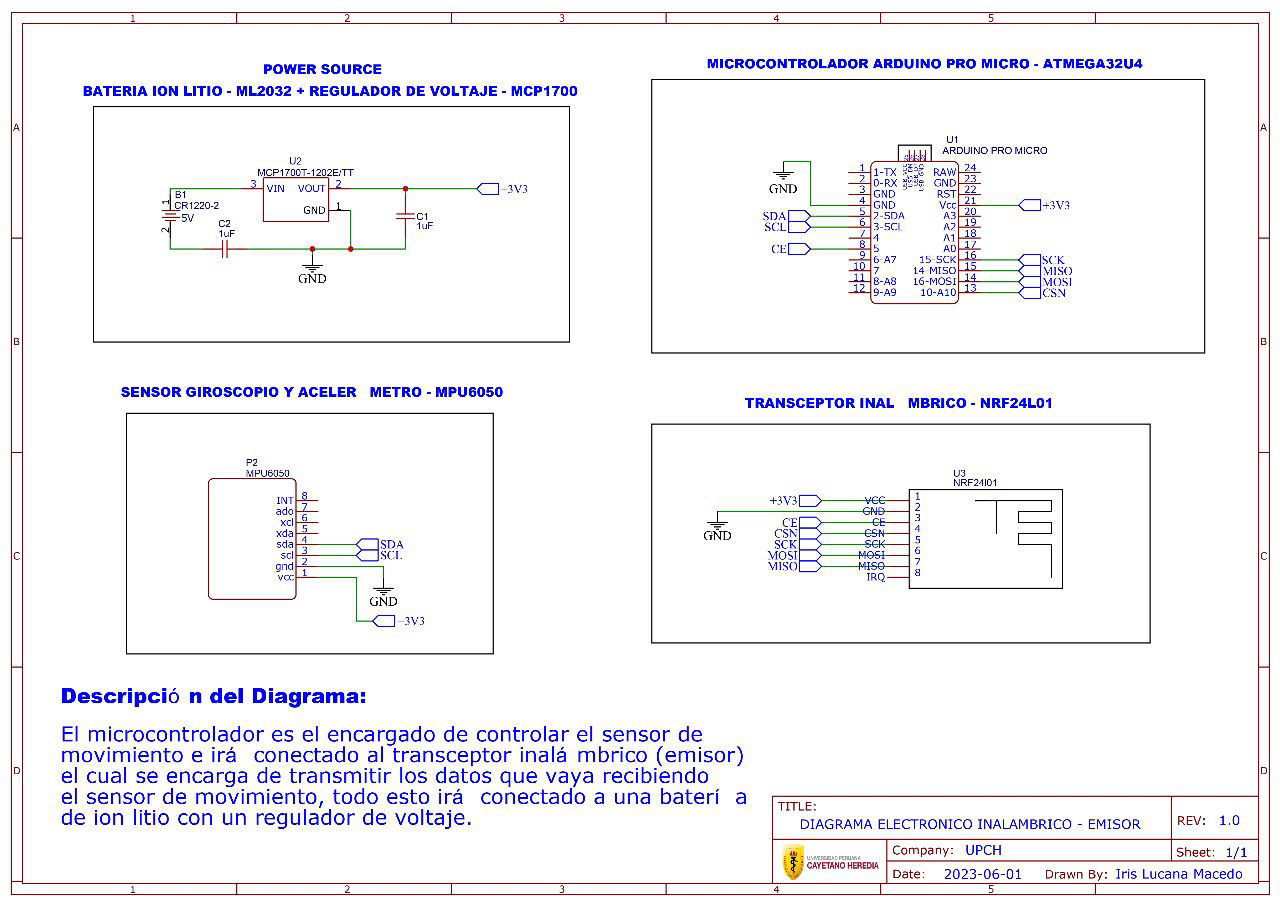 1 2 3 4 5
A
B
C
D
A
B
C
D
POWER SOURCE
BATERIA ION LITIO - ML2032 + REGULADOR DE VOLTAJE - MCP1700
U2
MCP1700T-1202E/TT
3 VIN VOUT 2
GND 1
B1
CR1220-2
5V
1
2
C2
1uF
C1
1uF
GND
+3V3
MICROCONTROLADOR ARDUINO PRO MICRO - ATMEGA32U4
U1
ARDUINO PRO MICRO
GND
SDA
SCL
CE
1 1-TX RAW 24
2 0-RX GND 23
3 GND RST 22
4 GND Vcc 21 +3V3
5 2-SDA A3 20
6 3-SCL A2 19
7 4 A1 18
8 5 A0 17
9 6-A7 15-SCK 16 SCK
10 7 14-MISO 15 MISO
11 8-A8 16-MOSI 14 MOSI
12 9-A9 10-A10 13 CSN
SENSOR GIROSCOPIO Y ACELER METRO - MPU6050
P2
MPU6050
INT 8
ado 7
xcl 6
xda 5
sda 4 SDA
scl 3 SCL
gnd 2
vcc 1
GND
+3V3
TRANSCEPTOR INAL MBRICO - NRF24L01
U3
NRF24l01
+3V3 VCC 1
GND 2
CE CE 3
CSN CSN 4
SCK SCK 5
MOSI MOSI 6
MISO MISO 7
IRQ 8
GND
Descripció n del Diagrama:
El microcontrolador es el encargado de controlar el sensor de
movimiento e irá conectado al transceptor inalá mbrico (emisor)
el cual se encarga de transmitir los datos que vaya recibiendo
el sensor de movimiento, todo esto irá conectado a una baterí a
de ion litio con un regulador de voltaje.
TITLE:
DIAGRAMA ELECTRONICO INALAMBRICO - EMISOR
REV: 1.0
UNIVERSIDAD PERUANA
CAYETANO HEREDIA
Company: UPCH
Sheet: 1/1
Date: 2023-06-01 Drawn By: Iris Lucana Macedo
1 2 3 4 5